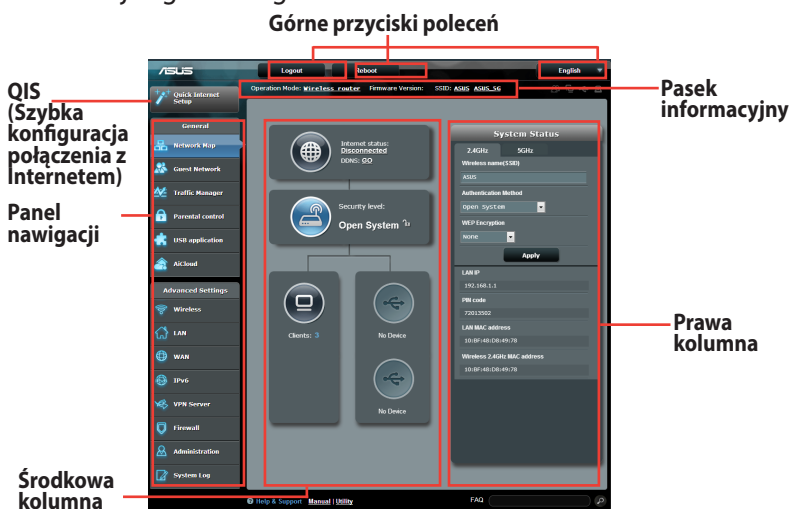 Górne przyciski poleceń
QIS
(Szybka
konfiguracja
połączenia z
Internetem)
Panel
nawigacji
Środkowa
kolumna
Pasek
informacyjny
Prawa
kolumna
ASUS
Logout
Reboot
English
Quick Internet
Setup
Operation Mode: Wireless router Firmware Version: SSID: ASUS ASUS_5G
General
Network Map
Guest Network
Traffic Manager
Parental control
USB application
AiCloud
Advanced Settings
Wireless
LAN
WAN
IPv6
VPN Server
Firewall
Administration
System Log
Internet status:
Disconnected
DDNS: GO
Security level:
Open System
Clients: 3
No Device
No Device
System Status
2.4GHz 5GHz
Wireless name(SSID)
ASUS
Authentication Method
Open System
WEP Encryption
None
Apply
LAN IP
192.168.1.1
PIN code
72013502
LAN MAC address
10:BF:48:D8:49:78
Wireless 2.4GHz MAC address
10:BF:48:D8:49:78
Help & Support Manual | Utility FAQ